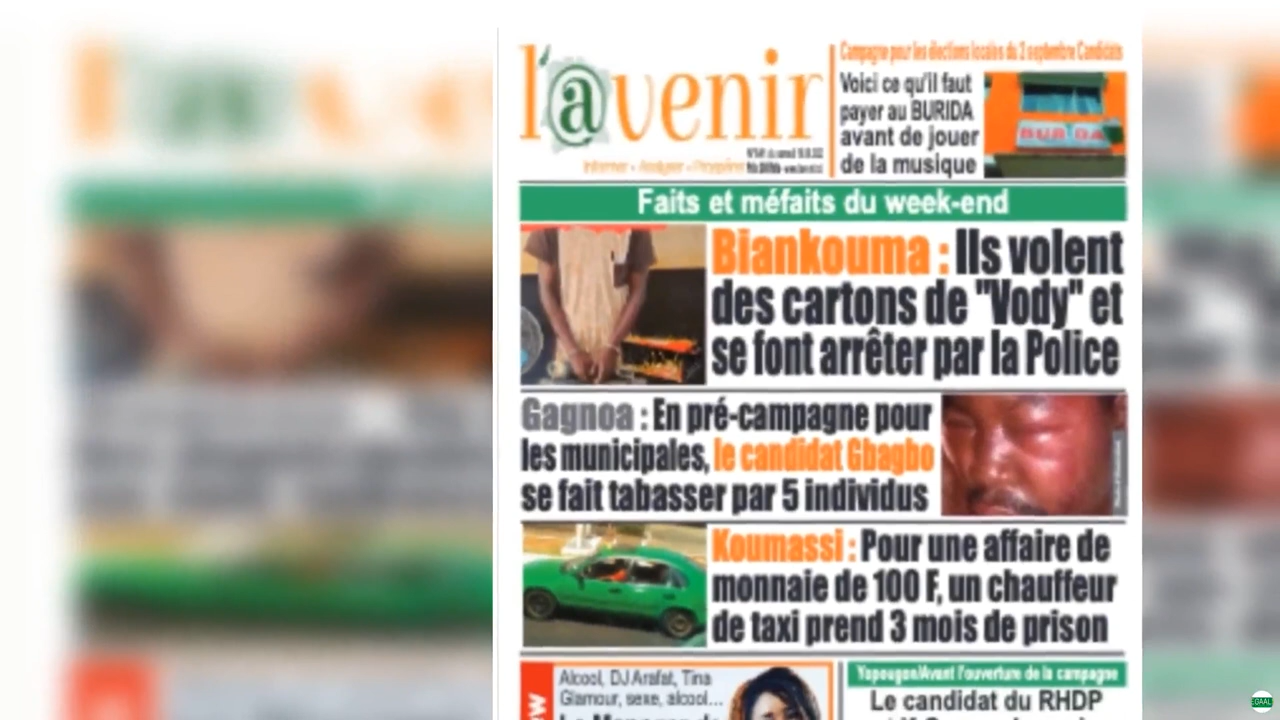 l'@venir
Informer - Analyser - Proposer
Campagne pour les élections locales du 2 septembre Candidats
Voici ce qu'il faut
payer au BURIDA
avant de jouer
de la musique
BURIDA
Faits et méfaits du week-end
Biankouma : Ils volent
des cartons de "Vody" et
se font arrêter par la Police
Gagnoa : En pré-campagne pour
les municipales, le candidat Gbagbo
se fait tabasser par 5 individus
Koumassi : Pour une affaire de
monnaie de 100 F, un chauffeur
de taxi prend 3 mois de prison
Alcool, DJ Arafat, Tina
Glamour, sexe, alcool...
Yopougon/Avant l'ouverture de la campagne
Le candidat du RHDP